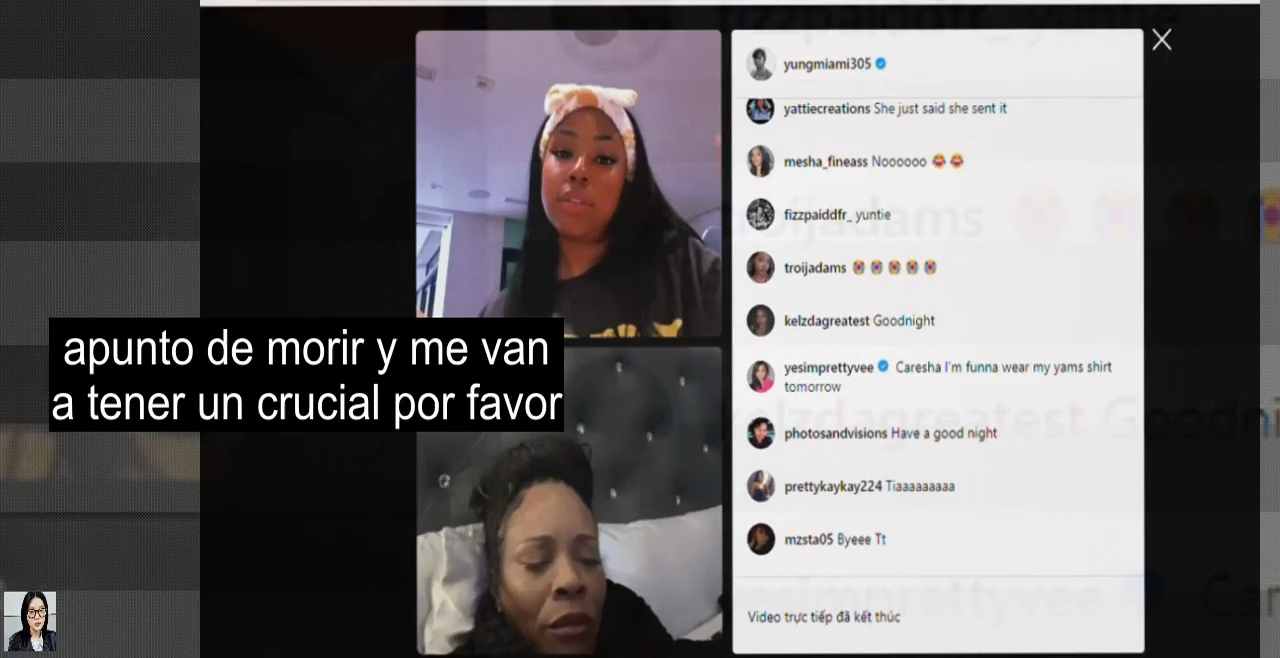 yungmiami305
yattiecreations She just said she sent it
mesha_fineass Noooooo 😂 😂
fizzpaiddfr_ yuntie
troijadams
kelzdagreatest Goodnight
yesimprettyvee Caresha I'm funna wear my yams shirt
tomorrow
photosandvisions Have a good night
prettykaykay224 Tiaaaaaaaaa
mzsta05 Byeee Tt
Video trực tiếp đã kết thúc
apunto de morir y me van
a tener un crucial por favor